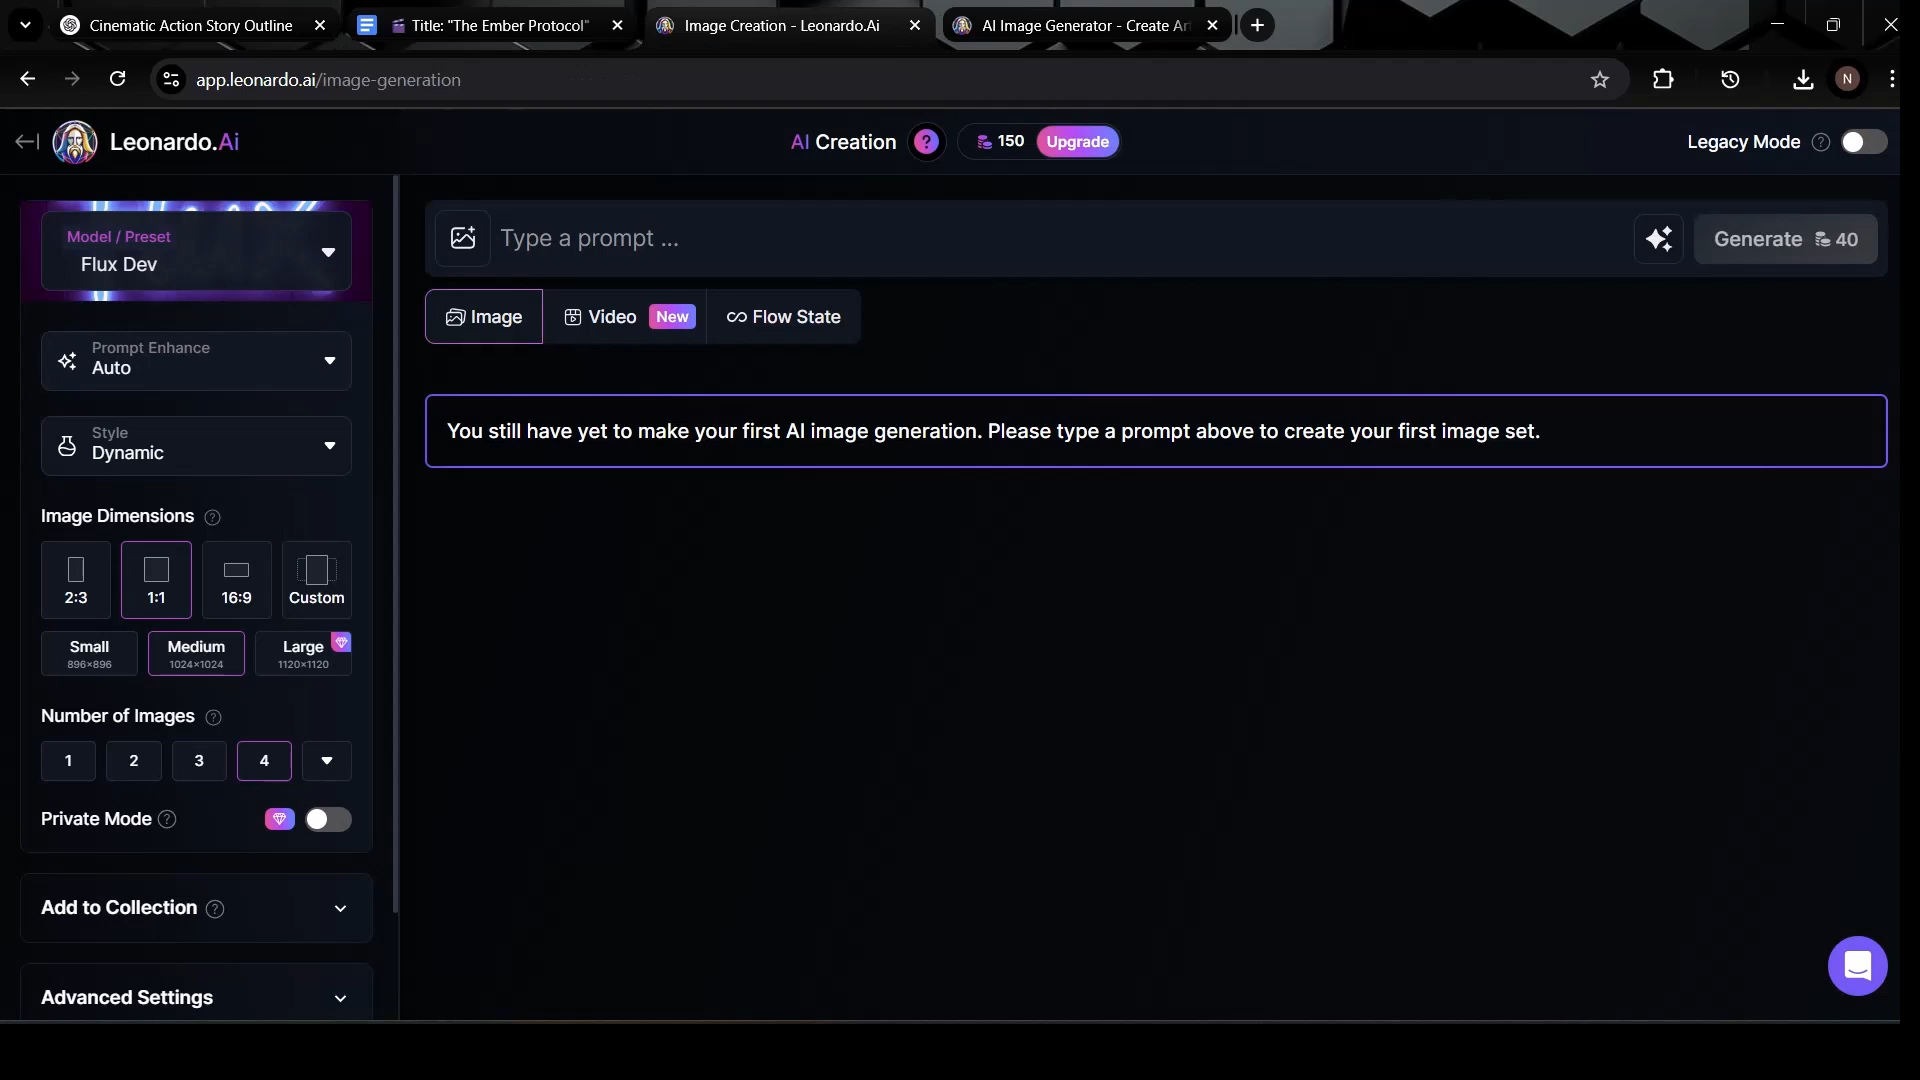 Cinematic Action Story Outline
Title: "The Ember Protocol"
Image Creation - Leonardo.Ai
AI Image Generator - Create Art
app.leonardo.ai/image-generation
N
Leonardo.Ai
AI Creation
?
150
Upgrade
Legacy Mode
?
Model / Preset
Flux Dev
Type a prompt ...
Generate
40
Image
Video
New
Flow State
Prompt Enhance
Auto
You still have yet to make your first AI image generation. Please type a prompt above to create your first image set.
Style
Dynamic
Image Dimensions
?
2:3
1:1
16:9
Custom
Small
896×896
Medium
1024×1024
Large
1120×1120
Number of Images
?
1
2
3
4
Private Mode
?
Add to Collection
?
Advanced Settings